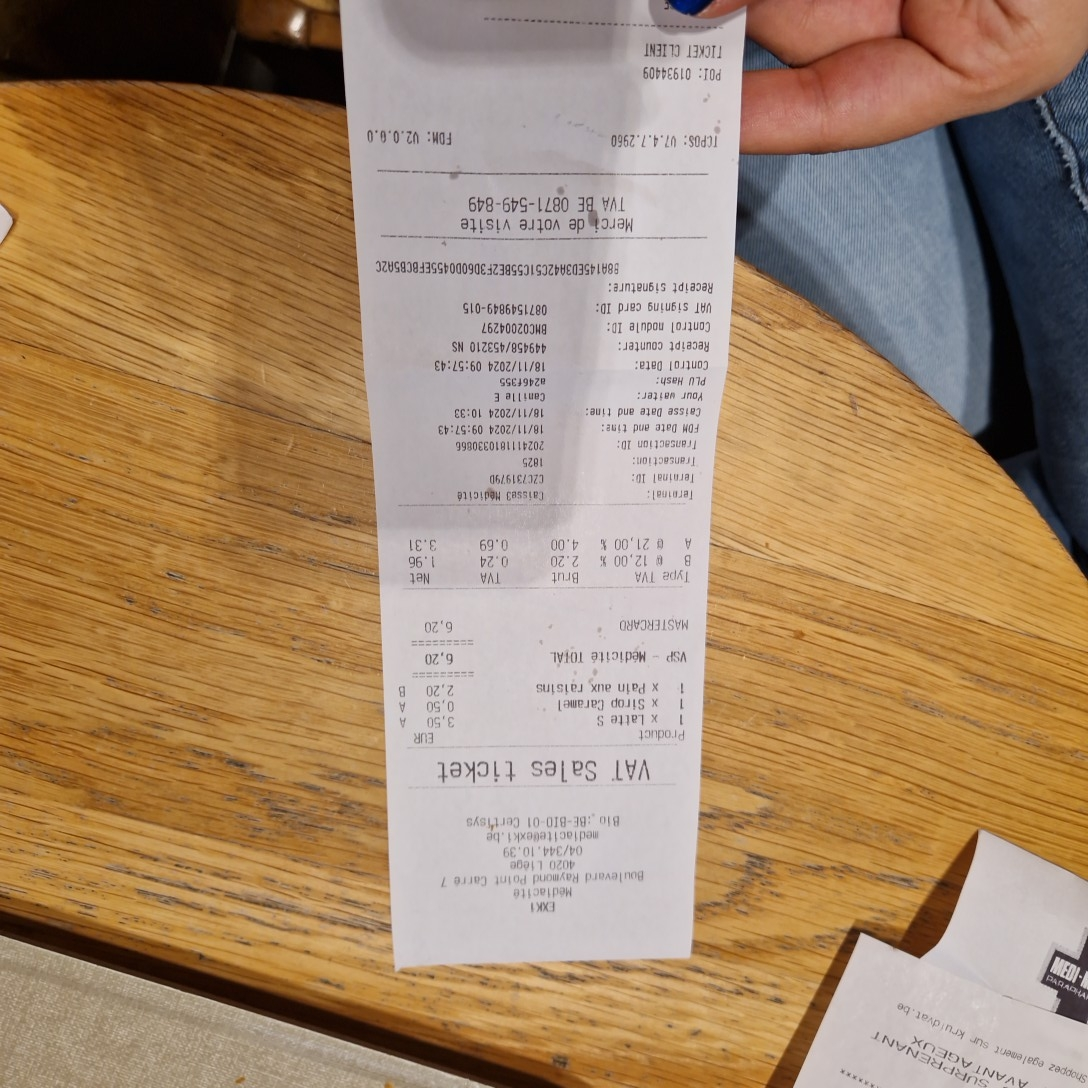 EXKI
Médiacité
Boulevard Raymond Point Carré 7
4020 Liège
04/344.10.39
mediacite@exki.be
Bio :BE-BIO-01 Certisys
VAT Sales ticket
Product EUR
1 x Latte S 3,50 A
1 x Sirop Caramel 0,50 A
1 x Pain aux raisins 2,20 B
=========
VSP - Médicité TOTAL 6,20
=========
MASTERCARD 6,20
Type TVA Brut TVA Net
B @ 12,00 % 2.20 0.24 1.96
A @ 21,00 % 4.00 0.69 3.31
Terminal: Caisse3 Médicité
Terminal ID: CZC731979D
Transaction: 1825
Transaction ID: 2024111810330866
FDM Date and time: 18/11/2024 09:57:43
Caisse Date and time: 18/11/2024 10:33
Your waiter: Camille E
PLU Hash: a246f355
Control Data: 18/11/2024 09:57:43
Receipt counter: 449458/453210 NS
Control module ID: BMC02004297
VAT signing card ID: 0871549849-015
Receipt signature:
B8A145ED3A42C51C55BE2F3D60D0455EFBCB5A2C
Merci de votre visite
TVA BE 0871-549-849
TCPOS: V7.4.7.2960 FDM: V2.0.0.0
POI: 01934409
TICKET CLIENT
MEDI-
SURPRENANT
AVANTAGEUX
Shoppez également sur kruidvat.be